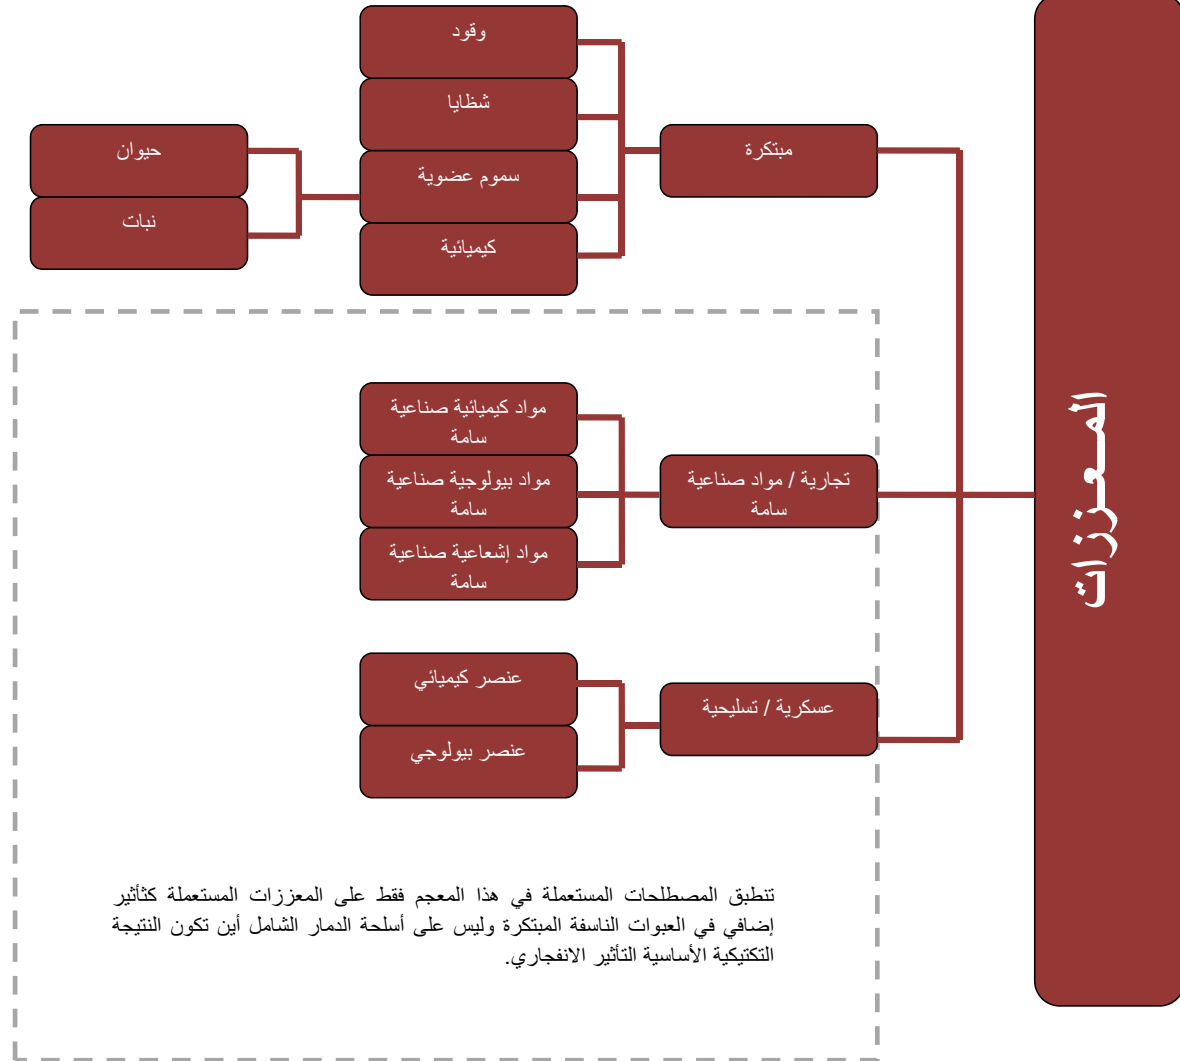 المعززات
مبتكرة
وقود
شظايا
سموم عضوية
كيميائية
حيوان
نبات
تجارية / مواد صناعية
سامة
مواد كيميائية صناعية
سامة
مواد بيولوجية صناعية
سامة
مواد إشعاعية صناعية
سامة
عسكرية / تسليحية
عنصر كيميائي
عنصر بيولوجي
تنطبق المصطلحات المستعملة في هذا المعجم فقط على المعززات المستعملة كتأثير
إضافي في العبوات الناسفة المبتكرة وليس على أسلحة الدمار الشامل أين تكون النتيجة
التكتيكية الأساسية التأثير الانفجاري.